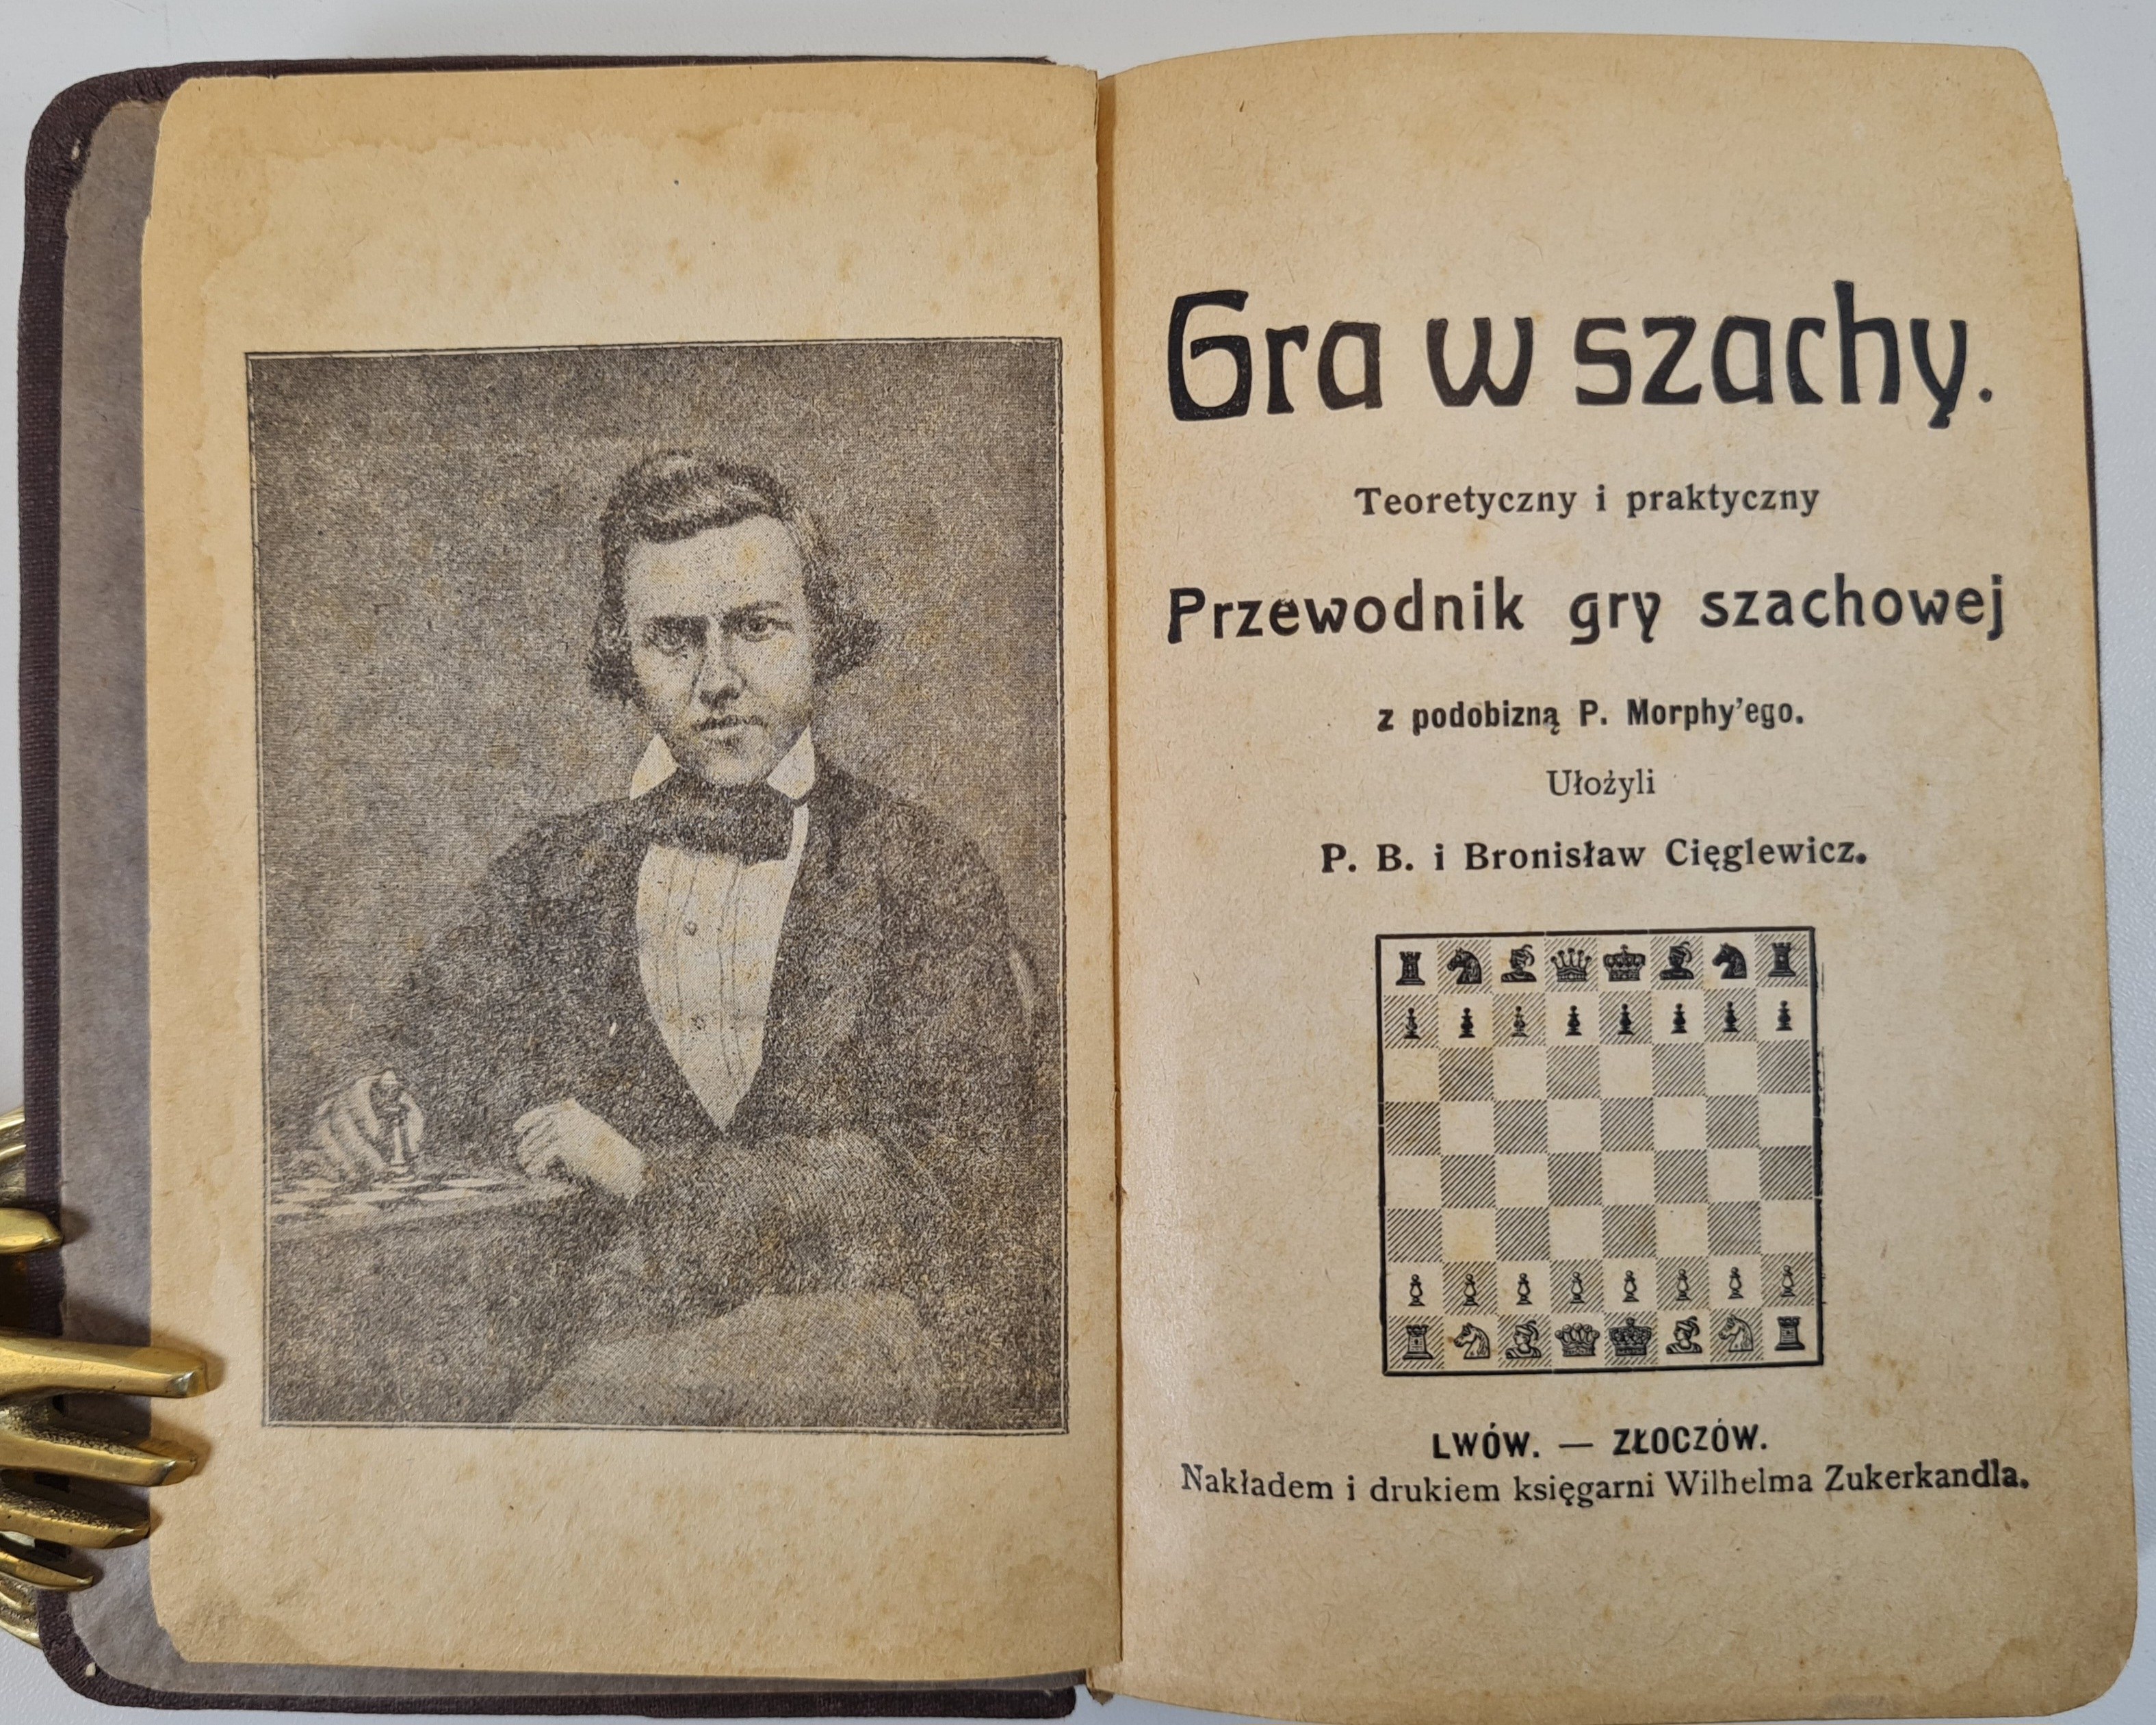 Gra w szachy.
Teoretyczny i praktyczny
Przewodnik gry szachowej
z podobizną P. Morphy'ego.
Ułożyli
P. B. i Bronisław Cięglewicz.
LWÓW. — ZŁOCZÓW.
Nakładem i drukiem księgarni Wilhelma Zukerkandla.